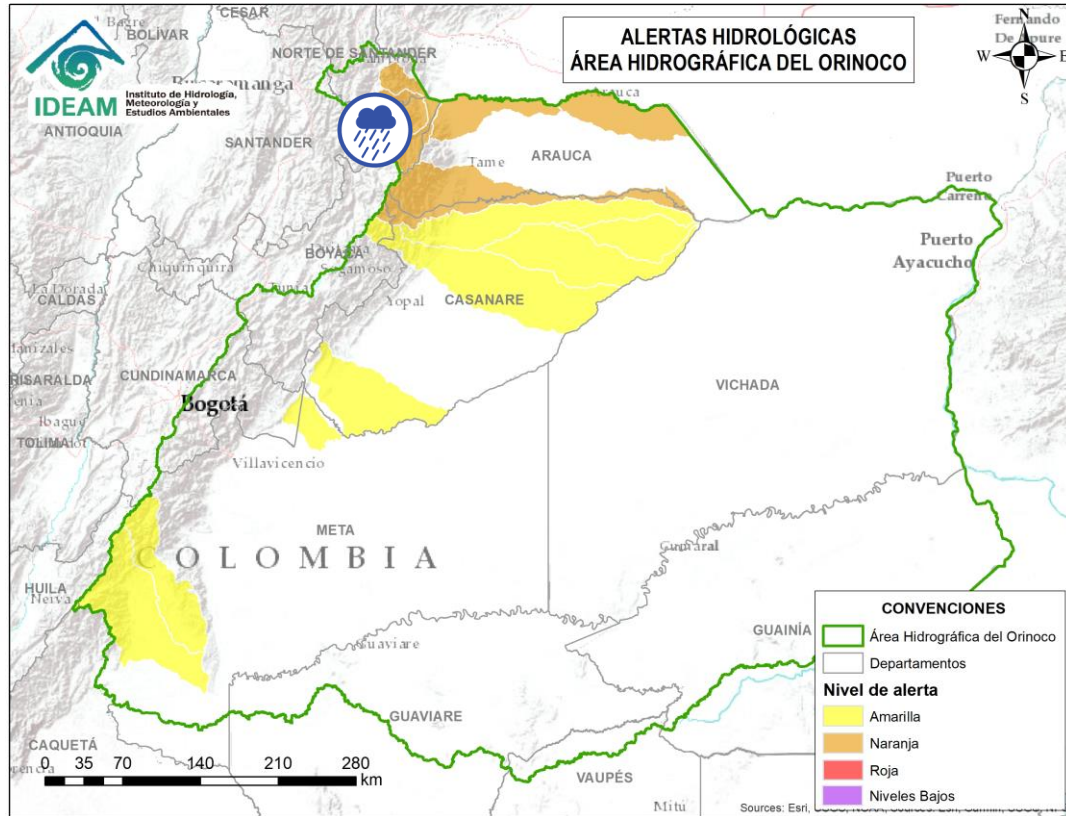 ALERTAS HIDROLÓGICAS
ÁREA HIDROGRÁFICA DEL ORINOCO
N
W E
S
IDEAM
Instituto de Hidrología,
Meteorología y
Estudios Ambientales
CESAR
BOLÍVAR
NORTE DE SANTANDER
ANTIOQUIA
SANTANDER
Arauca
ARAUCA
Tame
Puerto
Carreño
Puerto
Ayacucho
BOYACÁ
Sogamoso
Chiquinquirá
Tunja
La Dorada
CALDAS
Yopal
CASANARE
RISARALDA
CUNDINAMARCA
Bogotá
VICHADA
Ibagué
TOLIMA
Villavicencio
META
COLOMBIA
Cumaral
HUILA
Neiva
Guaviare
GUAINÍA
GUAVIARE
CAQUETÁ
VAUPÉS
Mitú
0 35 70 140 210 280
km
CONVENCIONES
Área Hidrográfica del Orinoco
Departamentos
Nivel de alerta
Amarilla
Naranja
Roja
Niveles Bajos
Sources: Esri,